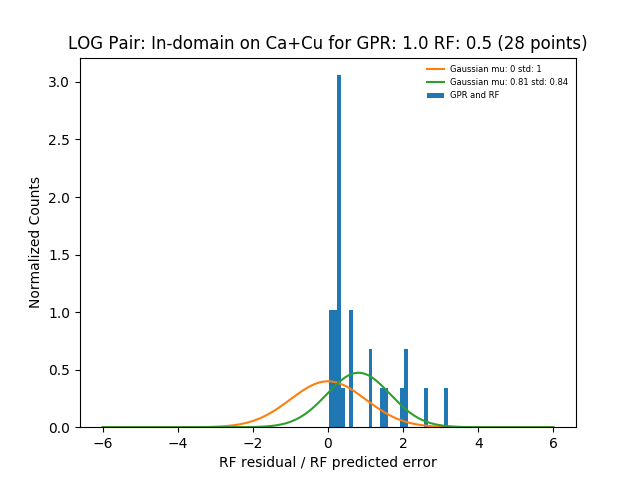 LOG Pair: In-domain on Ca+Cu for GPR: 1.0 RF: 0.5 (28 points)
Gaussian mu: 0 std: 1
Gaussian mu: 0.81 std: 0.84
GPR and RF
Normalized Counts
3.0
2.5
2.0
1.5
1.0
0.5
0.0
−6 −4 −2 0 2 4 6
RF residual / RF predicted error